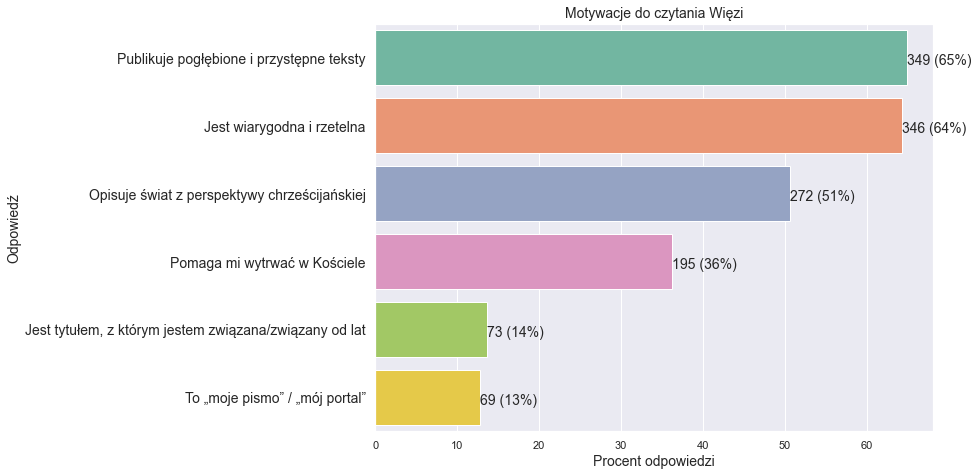 Motywacje do czytania Więzi
Publikuje pogłębione i przystępne teksty
349 (65%)
Jest wiarygodna i rzetelna
346 (64%)
Opisuje świat z perspektywy chrześcijańskiej
272 (51%)
Pomaga mi wytrwać w Kościele
195 (36%)
Jest tytułem, z którym jestem związana/związany od lat
73 (14%)
To „moje pismo” / „mój portal”
69 (13%)
Odpowiedź
0 10 20 30 40 50 60
Procent odpowiedzi